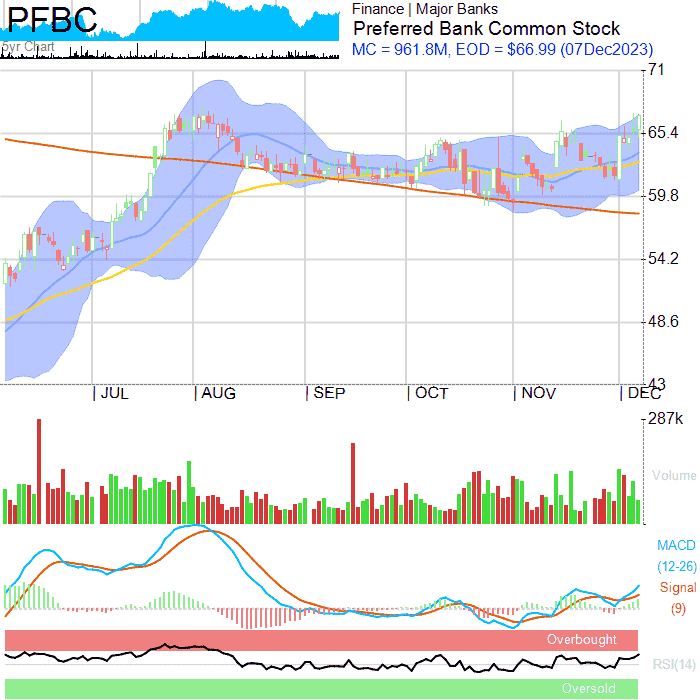 PFBC
5yr Chart
Finance | Major Banks
Preferred Bank Common Stock
MC = 961.8M, EOD = $66.99 (07Dec2023)
71
65.4
59.8
54.2
48.6
43
JUL AUG SEP OCT NOV DEC
287k
Volume
MACD
(12-26)
Signal
(9)
Overbought
RSI(14)
Oversold